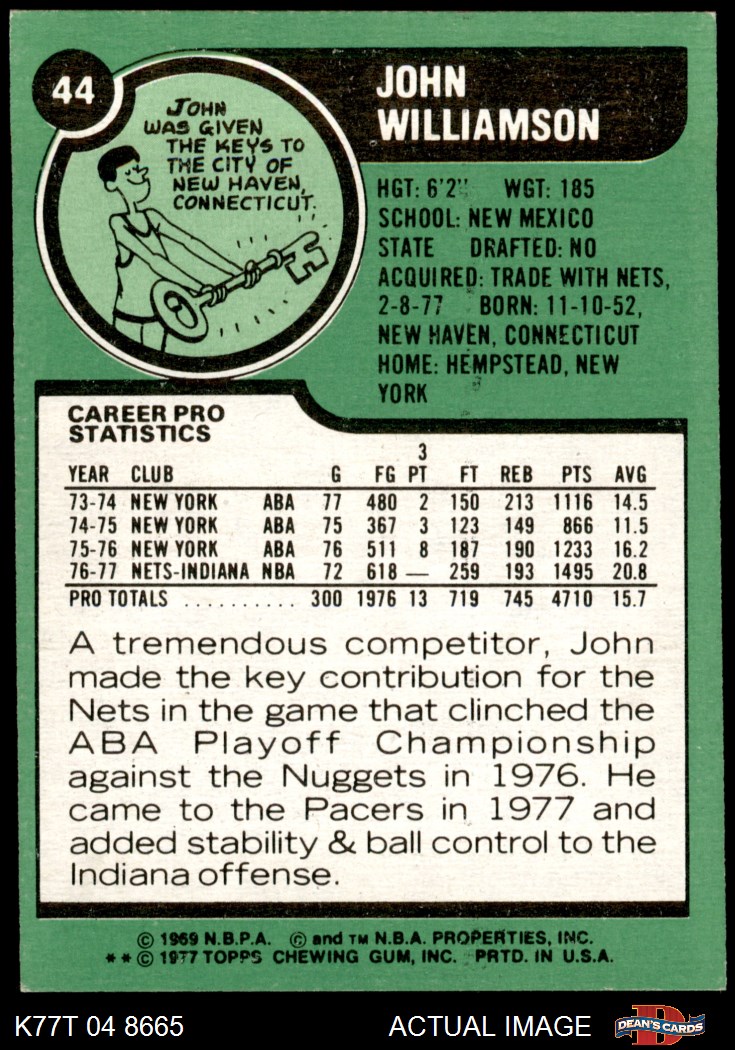 44
JOHN
WAS GIVEN
THE KEYS TO
THE CITY OF
NEW HAVEN,
CONNECTICUT.
JOHN
WILLIAMSON
HGT: 6'2" WGT: 185
SCHOOL: NEW MEXICO
STATE DRAFTED: NO
ACQUIRED: TRADE WITH NETS,
2-8-77 BORN: 11-10-52,
NEW HAVEN, CONNECTICUT
HOME: HEMPSTEAD, NEW
YORK
CAREER PRO
STATISTICS
3
YEAR CLUB G FG PT FT REB PTS AVG
73-74 NEW YORK ABA 77 480 2 150 213 1116 14.5
74-75 NEW YORK ABA 75 367 3 123 149 866 11.5
75-76 NEW YORK ABA 76 511 8 187 190 1233 16.2
76-77 NETS-INDIANA NBA 72 618 — 259 193 1495 20.8
PRO TOTALS .......... 300 1976 13 719 745 4710 15.7
A tremendous competitor, John
made the key contribution for the
Nets in the game that clinched the
ABA Playoff Championship
against the Nuggets in 1976. He
came to the Pacers in 1977 and
added stability & ball control to the
Indiana offense.
© 1969 N.B.P.A. © and TM N.B.A. PROPERTIES, INC.
** © 1977 TOPPS CHEWING GUM, INC. PRTD. IN U.S.A.
K77T 04 8665 ACTUAL IMAGE DEAN'S CARDS